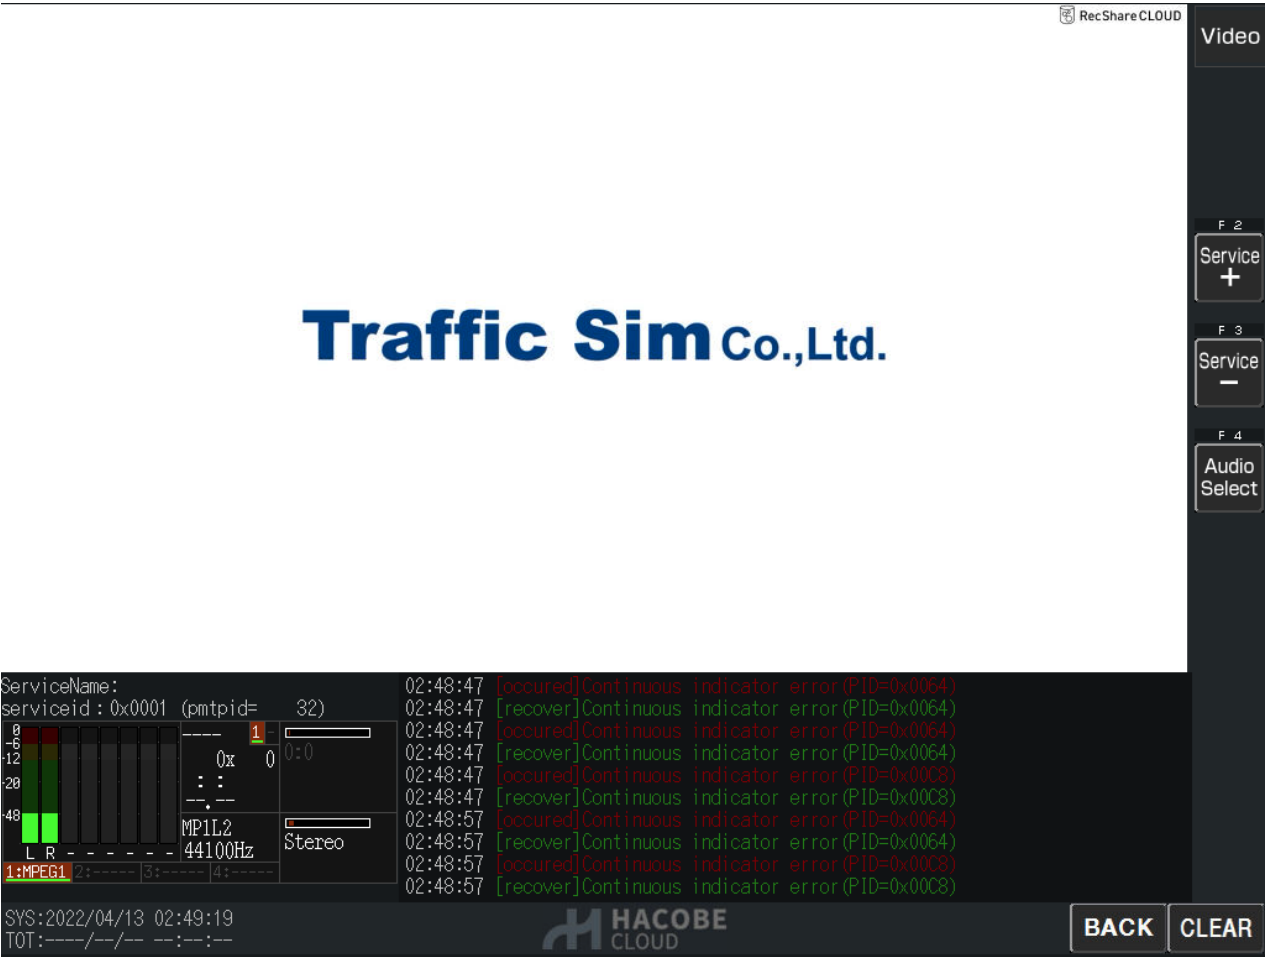 RecShare CLOUD
Video
Traffic Sim Co.,Ltd.
F 2
Service
+
F 3
Service
−
F 4
Audio
Select
ServiceName:
serviceid:0x0001 (pmtpid= 32)
0
-6
-12
-20
-48
L R - - - - - -
1:MPEG1 2:----- 3:----- 4:-----
---- 1 -
0x 0
: :
--.--
MP1L2
44100Hz
0:0
Stereo
02:48:47 [occured]Continuous indicator error(PID=0x0064)
02:48:47 [recover]Continuous indicator error(PID=0x0064)
02:48:47 [occured]Continuous indicator error(PID=0x0064)
02:48:47 [recover]Continuous indicator error(PID=0x0064)
02:48:47 [occured]Continuous indicator error(PID=0x00C8)
02:48:47 [recover]Continuous indicator error(PID=0x00C8)
02:48:57 [occured]Continuous indicator error(PID=0x0064)
02:48:57 [recover]Continuous indicator error(PID=0x0064)
02:48:57 [occured]Continuous indicator error(PID=0x00C8)
02:48:57 [recover]Continuous indicator error(PID=0x00C8)
SYS:2022/04/13 02:49:19
TOT:----/--/-- --:--:--
HACOBE
CLOUD
BACK
CLEAR